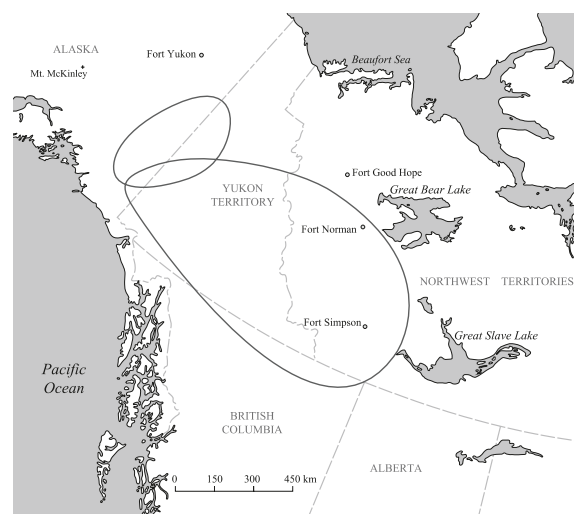 ALASKA
Fort Yukon
Mt. McKinley
Beaufort Sea
Fort Good Hope
YUKON
TERRITORY
Great Bear Lake
Fort Norman
NORTHWEST TERRITORIES
Fort Simpson
Great Slave Lake
Pacific
Ocean
BRITISH
COLUMBIA
ALBERTA
0 150 300 450 km